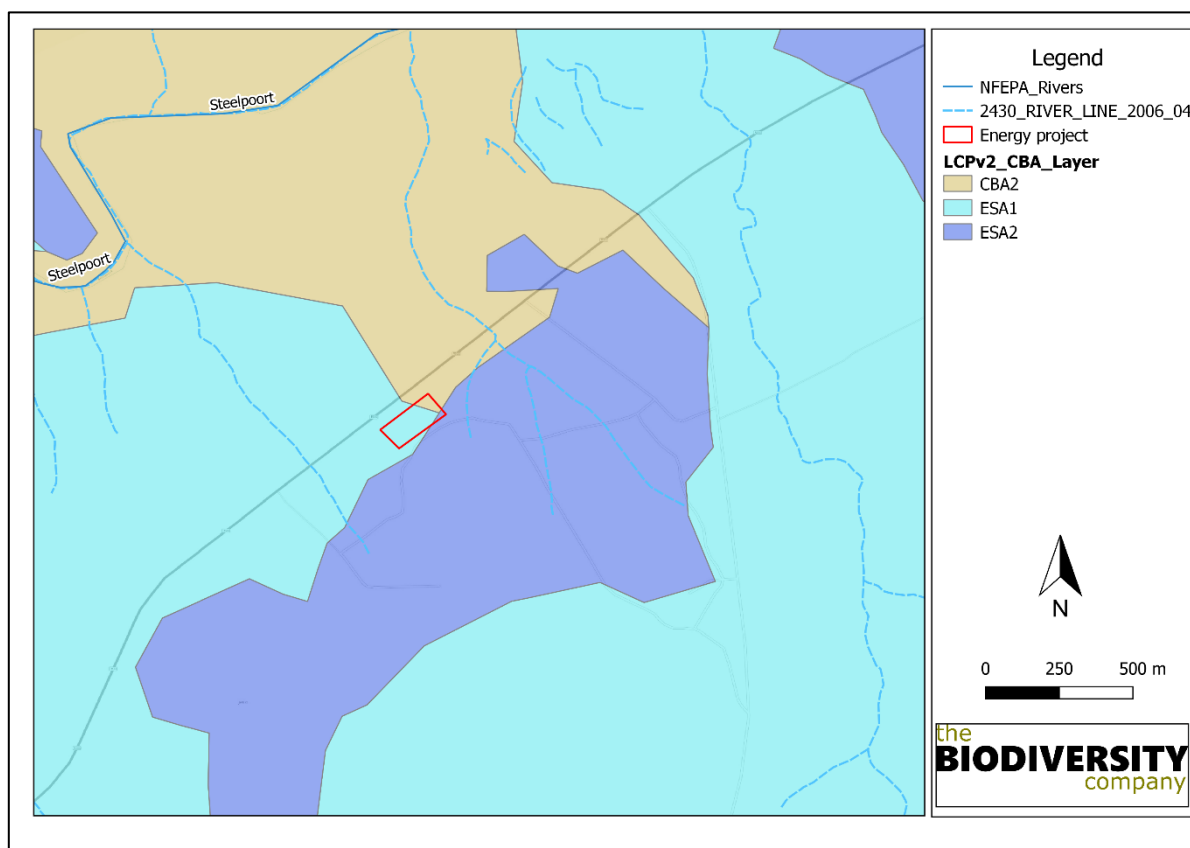 Steelpoort
Steelpoort
Legend
NFEPA_Rivers
2430_RIVER_LINE_2006_04
Energy project
LCPv2_CBA_Layer
CBA2
ESA1
ESA2
N
0 250 500 m
the
BIODIVERSITY
company